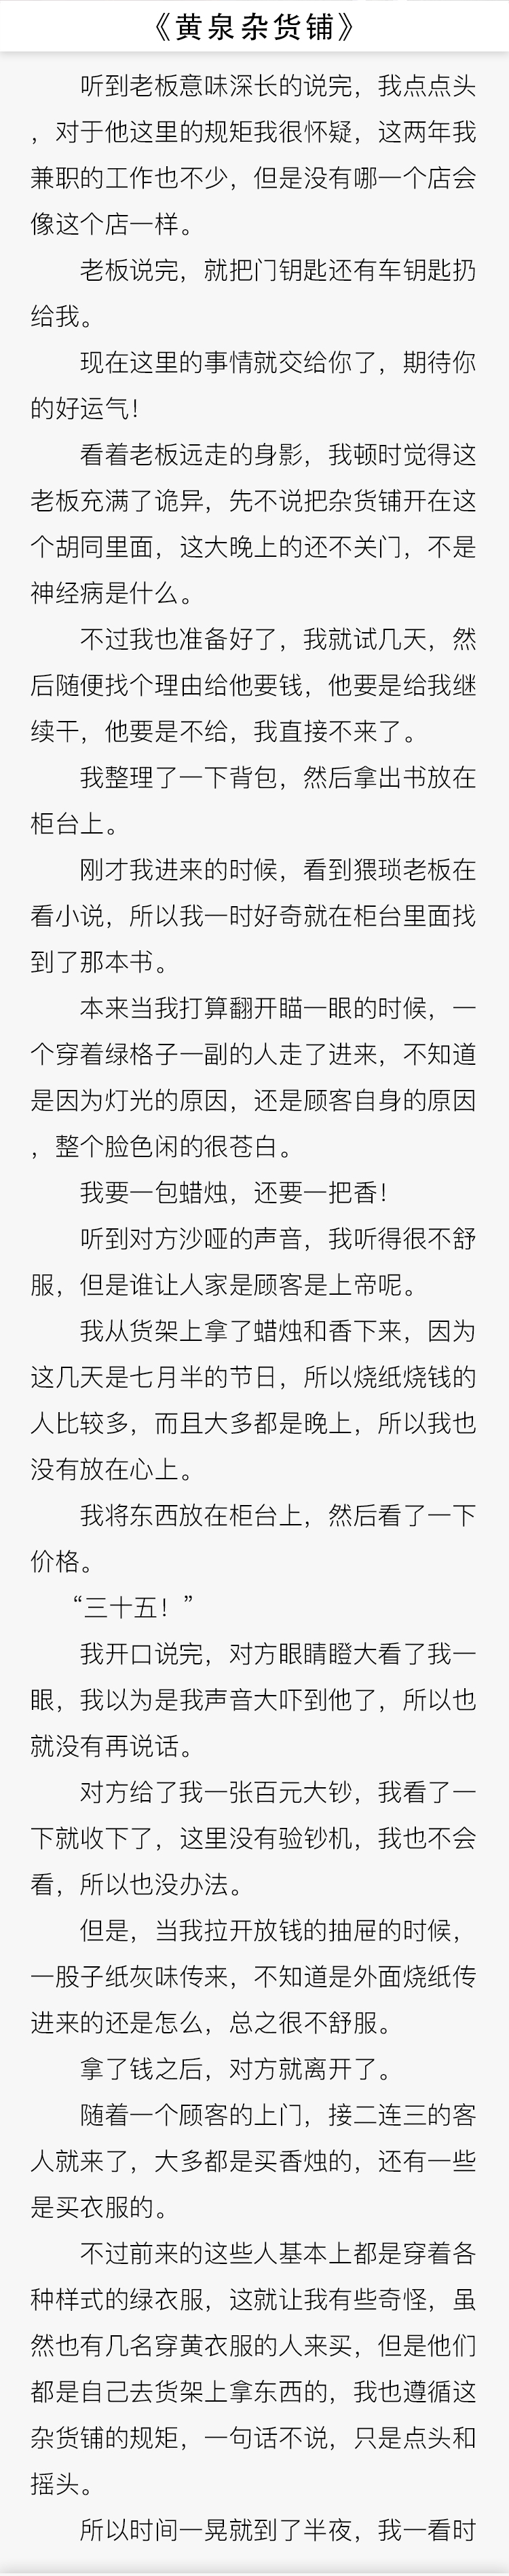 《黄泉杂货铺》
听到老板意味深长的说完，我点点头
，对于他这里的规矩我很怀疑，这两年我
兼职的工作也不少，但是没有哪一个店会
像这个店一样。
老板说完，就把门钥匙还有车钥匙扔
给我。
现在这里的事情就交给你了，期待你
的好运气！
看着老板远走的身影，我顿时觉得这
老板充满了诡异，先不说把杂货铺开在这
个胡同里面，这大晚上的还不关门，不是
神经病是什么。
不过我也准备好了，我就试几天，然
后随便找个理由给他要钱，他要是给我继
续干，他要是不给，我直接不来了。
我整理了一下背包，然后拿出书放在
柜台上。
刚才我进来的时候，看到猥琐老板在
看小说，所以我一时好奇就在柜台里面找
到了那本书。
本来当我打算翻开瞄一眼的时候，一
个穿着绿格子一副的人走了进来，不知道
是因为灯光的原因，还是顾客自身的原因
，整个脸色闲的很苍白。
我要一包蜡烛，还要一把香！
听到对方沙哑的声音，我听得很不舒
服，但是谁让人家是顾客是上帝呢。
我从货架上拿了蜡烛和香下来，因为
这几天是七月半的节日，所以烧纸烧钱的
人比较多，而且大多都是晚上，所以我也
没有放在心上。
我将东西放在柜台上，然后看了一下
价格。
“三十五！”
我开口说完，对方眼睛瞪大看了我一
眼，我以为是我声音大吓到他了，所以也
就没有再说话。
对方给了我一张百元大钞，我看了一
下就收下了，这里没有验钞机，我也不会
看，所以也没办法。
但是，当我拉开放钱的抽屉的时候，
一股子纸灰味传来，不知道是外面烧纸传
进来的还是怎么，总之很不舒服。
拿了钱之后，对方就离开了。
随着一个顾客的上门，接二连三的客
人就来了，大多都是买香烛的，还有一些
是买衣服的。
不过前来的这些人基本上都是穿着各
种样式的绿衣服，这就让我有些奇怪，虽
然也有几名穿黄衣服的人来买，但是他们
都是自己去货架上拿东西的，我也遵循这
杂货铺的规矩，一句话不说，只是点头和
摇头。
所以时间一晃就到了半夜，我一看时